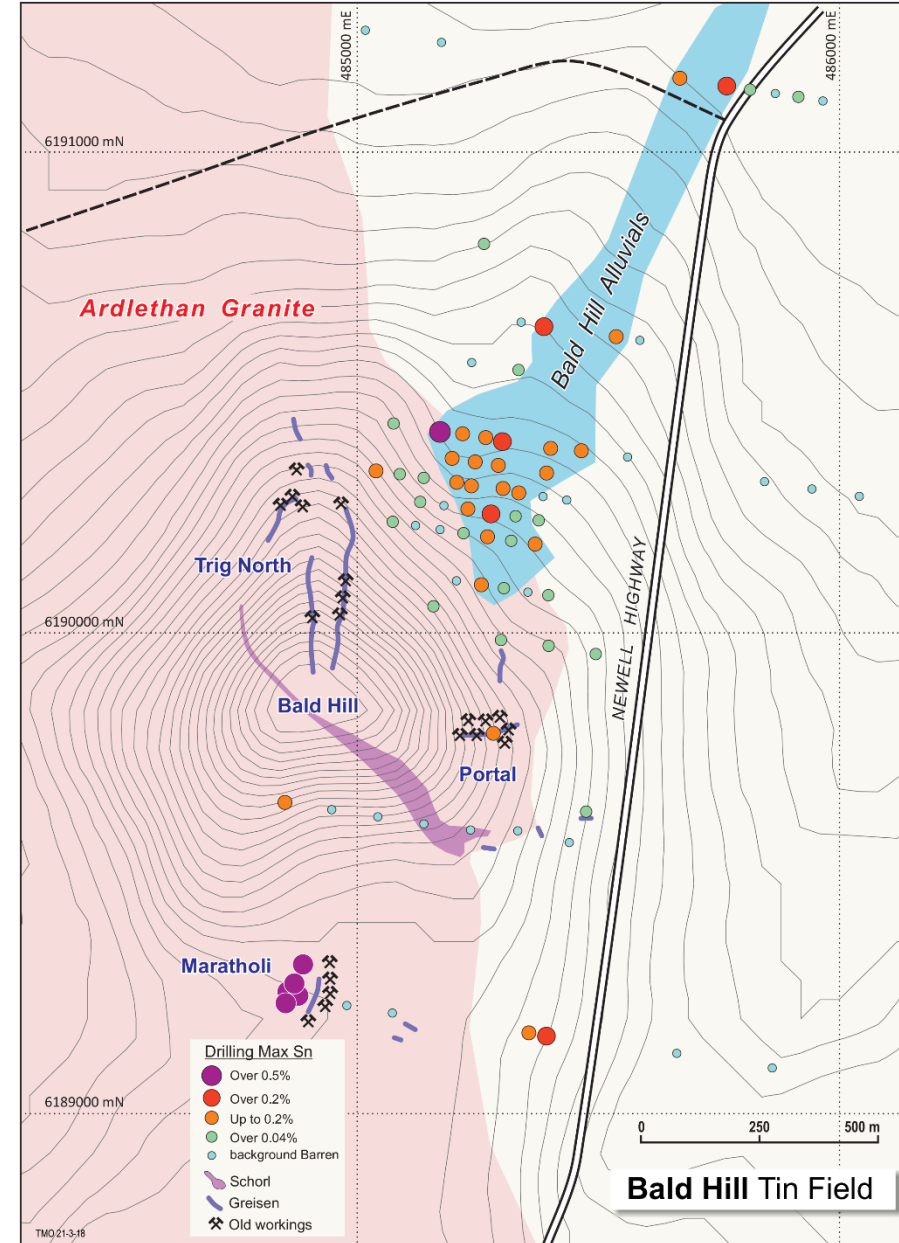 485000 mE
486000 mE
6191000 mN
Bald Hill Alluvials
Ardlethan Granite
Trig North
NEWELL HIGHWAY
6190000 mN
Bald Hill
Portal
Maratholi
Drilling Max Sn
Over 0.5%
Over 0.2%
Up to 0.2%
Over 0.04%
background Barren
Schorl
Greisen
Old workings
6189000 mN
0 250 500 m
Bald Hill Tin Field
TMO 21-3-18